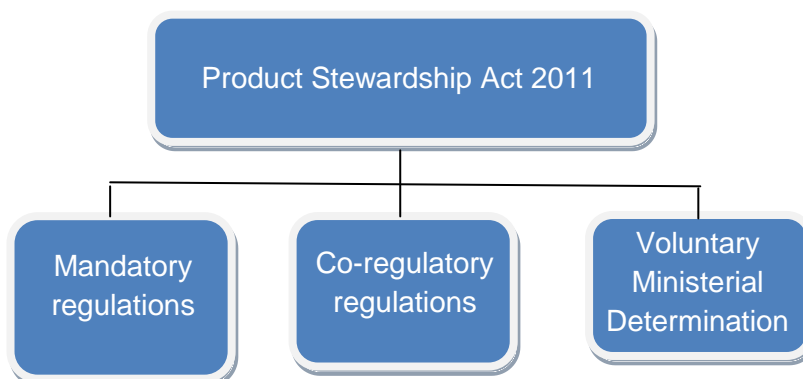 Product Stewardship Act 2011
Mandatory
regulations
Co-regulatory
regulations
Voluntary
Ministerial
Determination